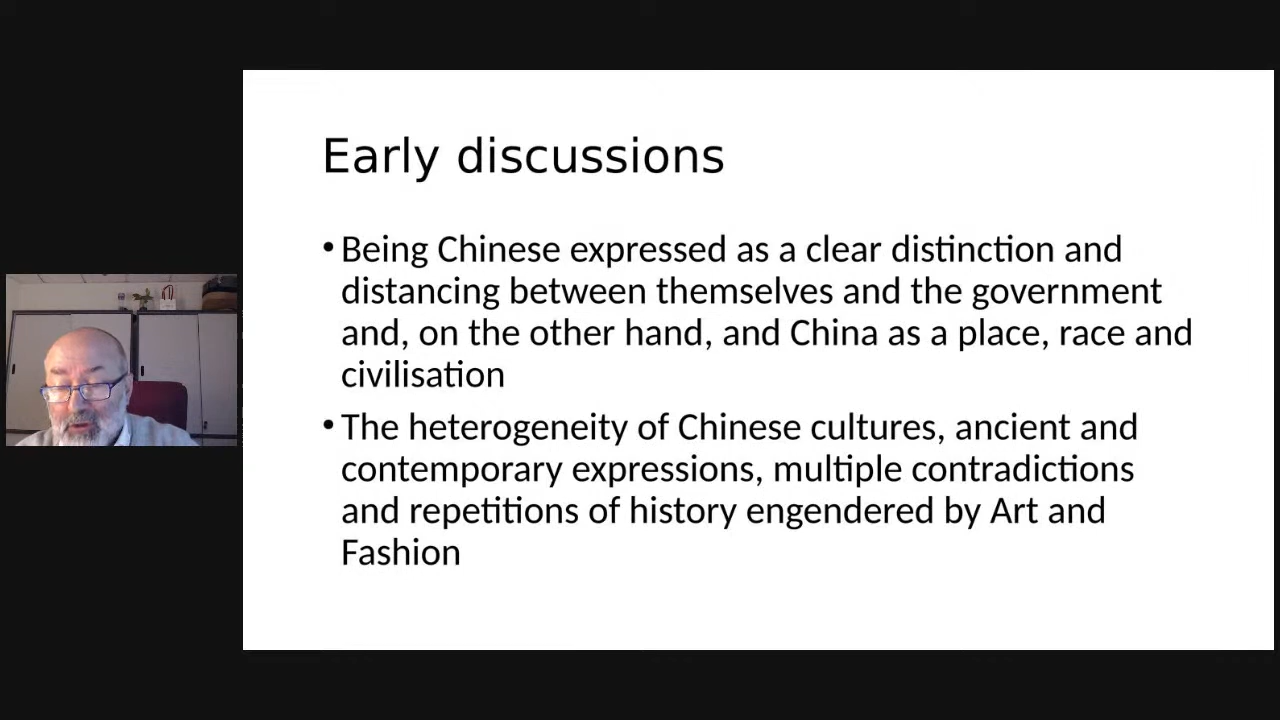 Early discussions
• Being Chinese expressed as a clear distinction and
distancing between themselves and the government
and, on the other hand, and China as a place, race and
civilisation
• The heterogeneity of Chinese cultures, ancient and
contemporary expressions, multiple contradictions
and repetitions of history engendered by Art and
Fashion